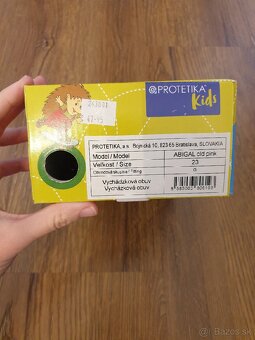 PROTETIKA
Kids
PROTETIKA, a.s. Bojnická 10, 823 65 Bratislava, SLOVAKIA
Model / Model ABIGAL old pink
Veľkosť / Size 23
G
Vychádzková obuv
Vycházková obuv
Bazos.sk